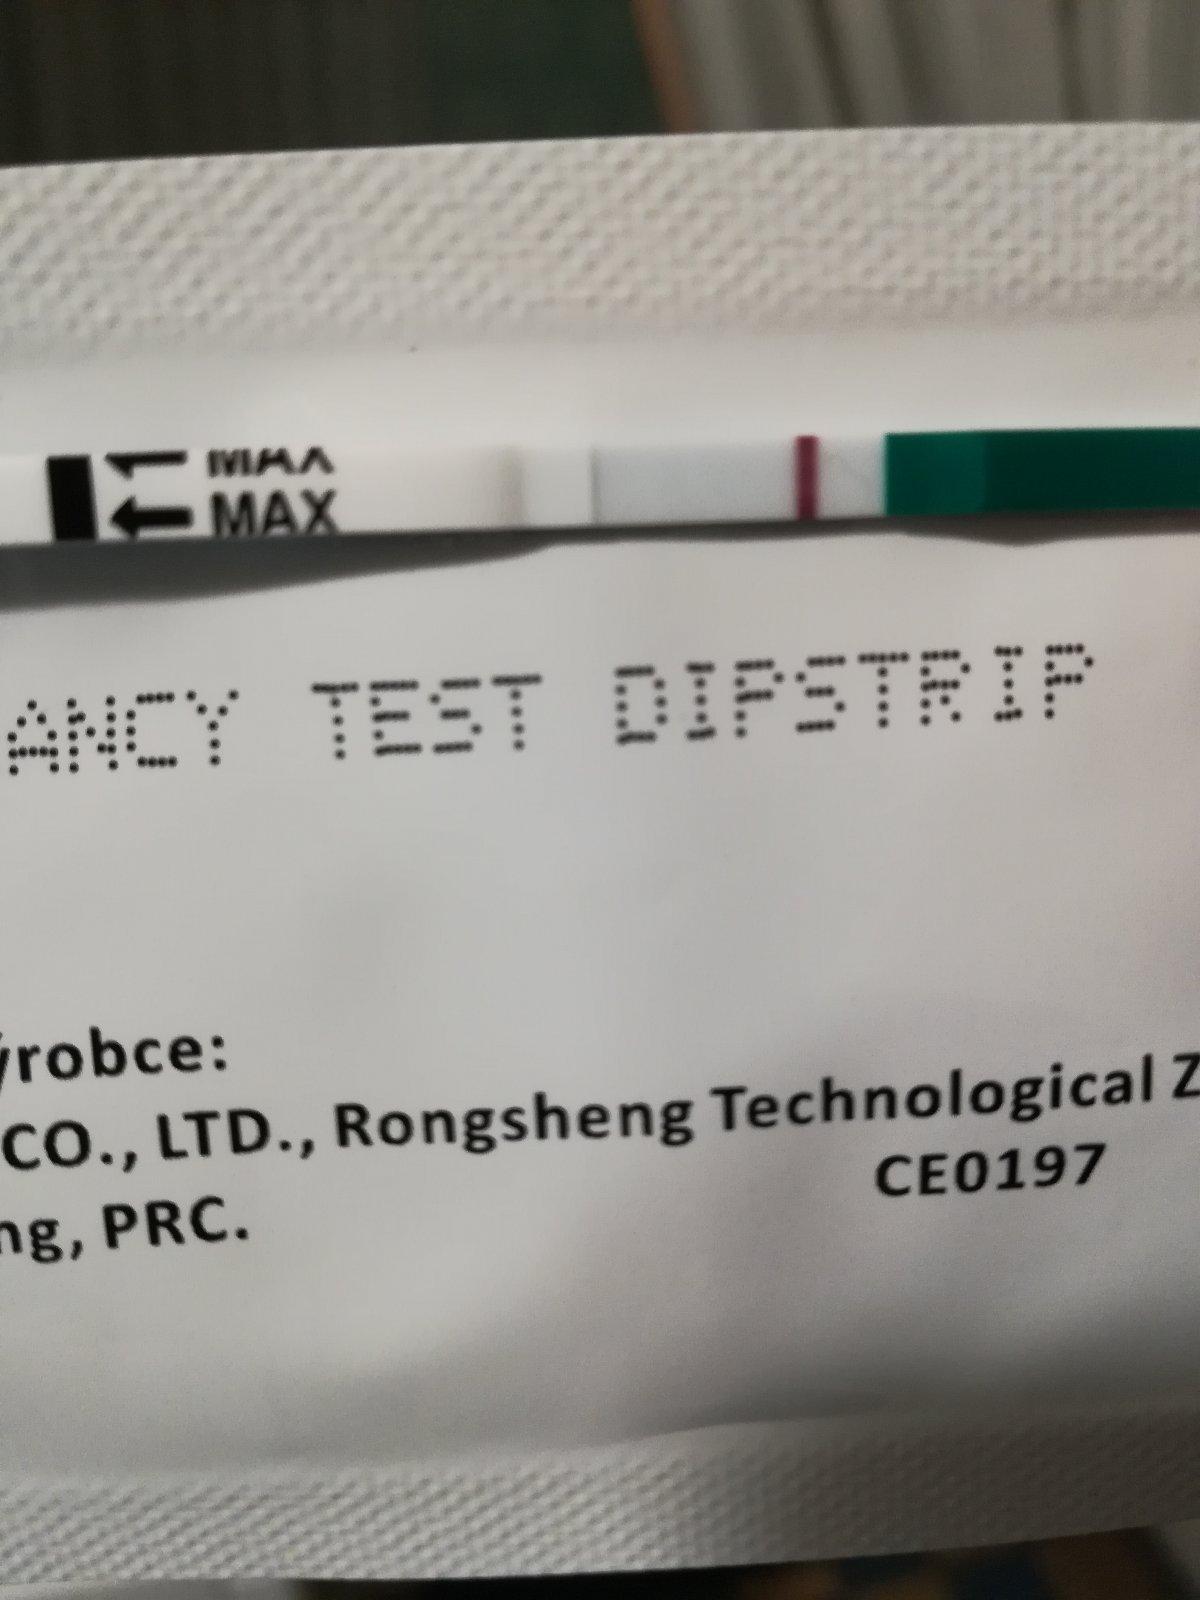 MAX
MAX
ANCY TEST DIPSTRIP
ýrobce:
CO., LTD., Rongsheng Technological Z
CE0197
ng, PRC.